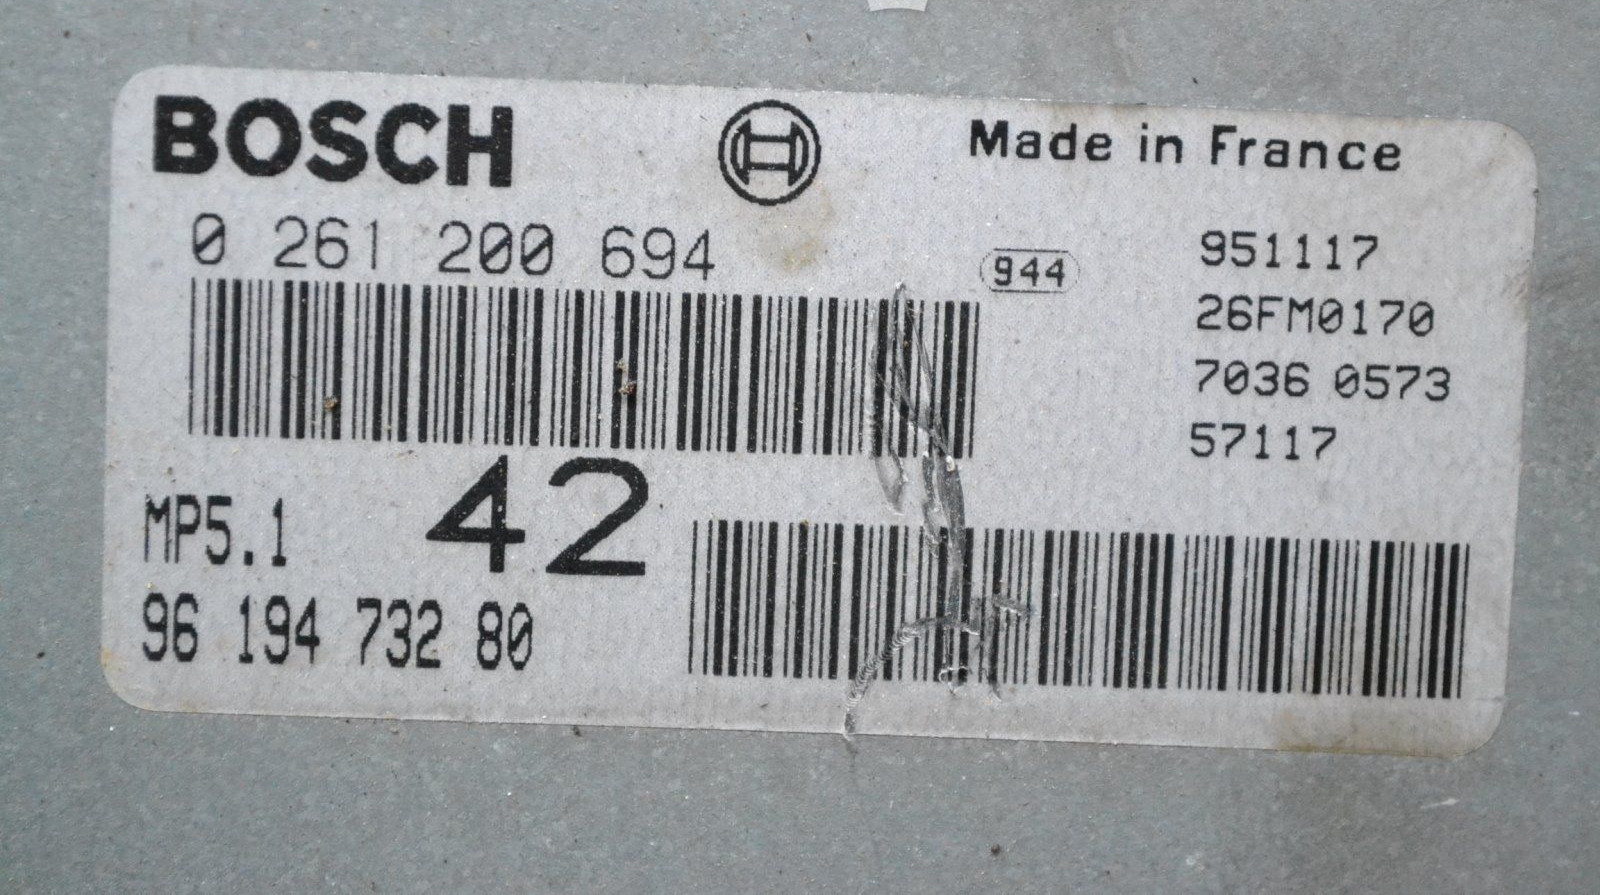 BOSCH
Made in France
0 261 200 694
944
951117
26FM0170
7036 0573
57117
MP5.1
42
96 194 732 80